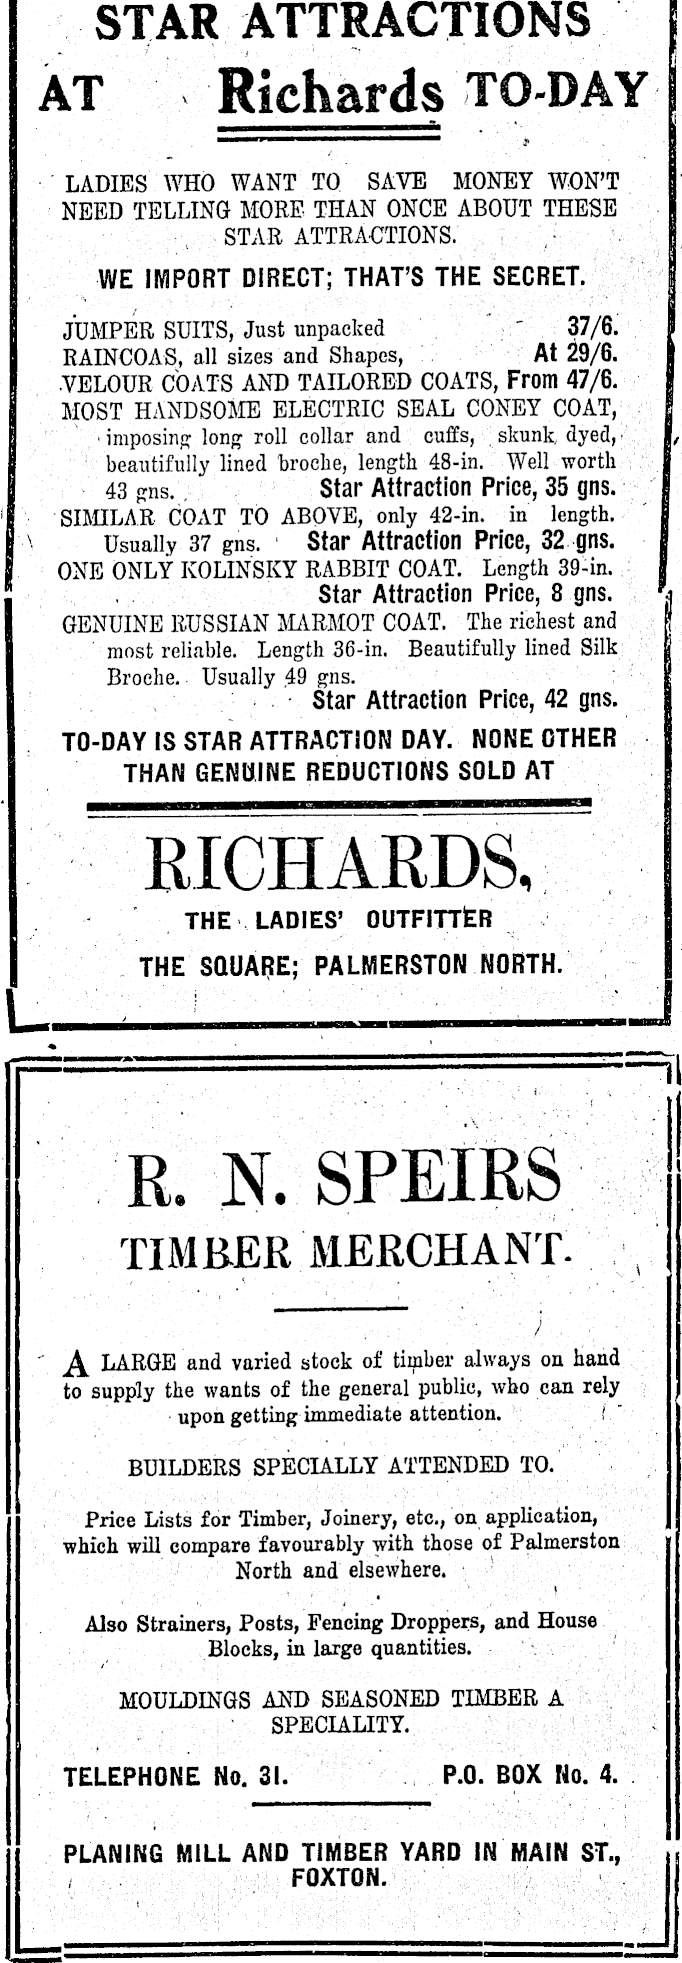 STAR ATTRACTIONS
AT Richards TO-DAY
LADIES WHO WANT TO SAVE MONEY WON'T
NEED TELLING MORE THAN ONCE ABOUT THESE
STAR ATTRACTIONS.
WE IMPORT DIRECT; THAT'S THE SECRET.
JUMPER SUITS, Just unpacked 37/6.
RAINCOAS, all sizes and Shapes, At 29/6.
VELOUR COATS AND TAILORED COATS, From 47/6.
MOST HANDSOME ELECTRIC SEAL CONEY COAT,
imposing long roll collar and cuffs, skunk dyed,
beautifully lined broche, length 48-in. Well worth
43 gns. Star Attraction Price, 35 gns.
SIMILAR COAT TO ABOVE, only 42-in. in length.
Usually 37 gns. Star Attraction Price, 32 gns.
ONE ONLY KOLINSKY RABBIT COAT. Length 39-in.
Star Attraction Price, 8 gns.
GENUINE RUSSIAN MARMOT COAT. The richest and
most reliable. Length 36-in. Beautifully lined Silk
Broche. Usually 49 gns.
Star Attraction Price, 42 gns.
TO-DAY IS STAR ATTRACTION DAY. NONE OTHER
THAN GENUINE REDUCTIONS SOLD AT
RICHARDS,
THE LADIES' OUTFITTER
THE SQUARE; PALMERSTON NORTH.
R. N. SPEIRS
TIMBER MERCHANT.
A LARGE and varied stock of timber always on hand
to supply the wants of the general public, who can rely
upon getting immediate attention.
BUILDERS SPECIALLY ATTENDED TO.
Price Lists for Timber, Joinery, etc., on application,
which will compare favourably with those of Palmerston
North and elsewhere.
Also Strainers, Posts, Fencing Droppers, and House
Blocks, in large quantities.
MOULDINGS AND SEASONED TIMBER A
SPECIALITY.
TELEPHONE No. 31. P.O. BOX No. 4.
PLANING MILL AND TIMBER YARD IN MAIN ST.,
FOXTON.